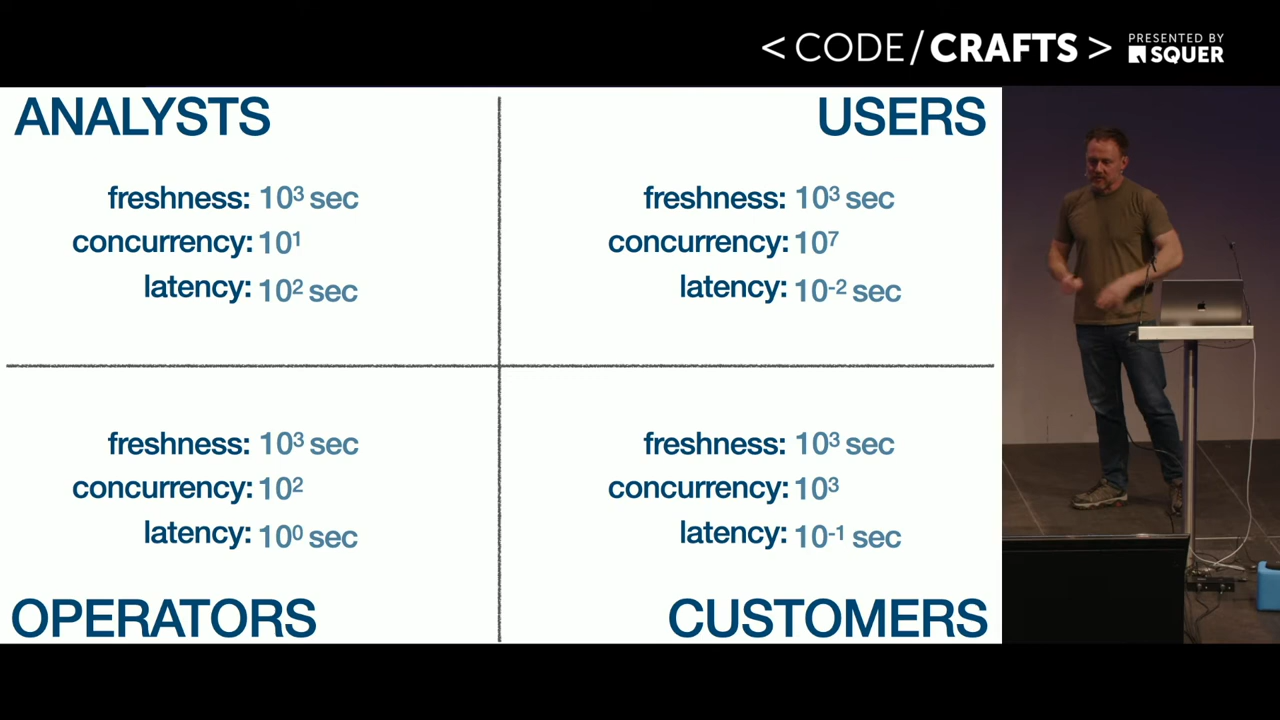 < CODE/CRAFTS >
PRESENTED BY
SQUER
ANALYSTS
freshness: 10³ sec
concurrency: 10¹
latency: 10² sec
USERS
freshness: 10³ sec
concurrency: 10⁷
latency: 10⁻² sec
freshness: 10³ sec
concurrency: 10²
latency: 10⁰ sec
OPERATORS
freshness: 10³ sec
concurrency: 10³
latency: 10⁻¹ sec
CUSTOMERS